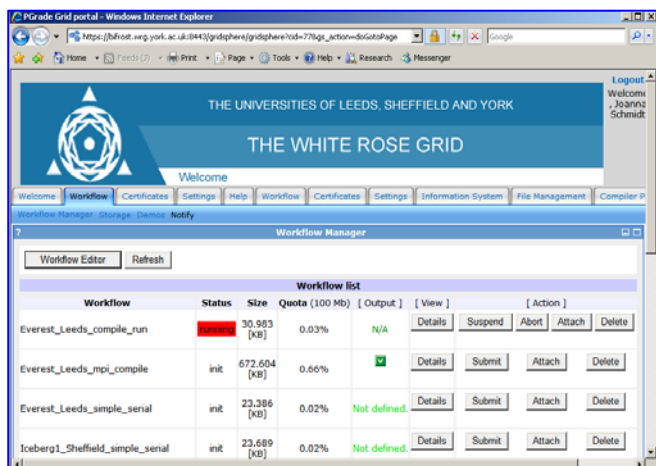 PGrade Grid portal - Windows Internet Explorer
https://bifrost.wrg.york.ac.uk:8443/gridsphere/gridsphere?cid=77&gs_action=doGotoPage
Google
Home Feeds (J) Print Page Tools Help Research Messenger
Logout
Welcome
, Joanna
Schmidt
THE UNIVERSITIES OF LEEDS, SHEFFIELD AND YORK
THE WHITE ROSE GRID
Welcome
Welcome Workflow Certificates Settings Help Workflow Certificates Settings Information System File Management Compiler P
Workflow Manager Storage Demos Notify
? Workflow Manager
Workflow Editor Refresh
Workflow list
Workflow Status Size Quota (100 Mb) [ Output ] [ View ] [ Action ]
Everest_Leeds_compile_run running 30.983 [KB] 0.03% N/A Details Suspend Abort Attach Delete
Everest_Leeds_mpi_compile init 672.604 [KB] 0.66% Details Submit Attach Delete
Everest_Leeds_simple_serial init 23.386 [KB] 0.02% Not defined. Details Submit Attach Delete
Iceberg1_Sheffield_simple_serial init 23.689 [KB] 0.02% Not defined. Details Submit Attach Delete